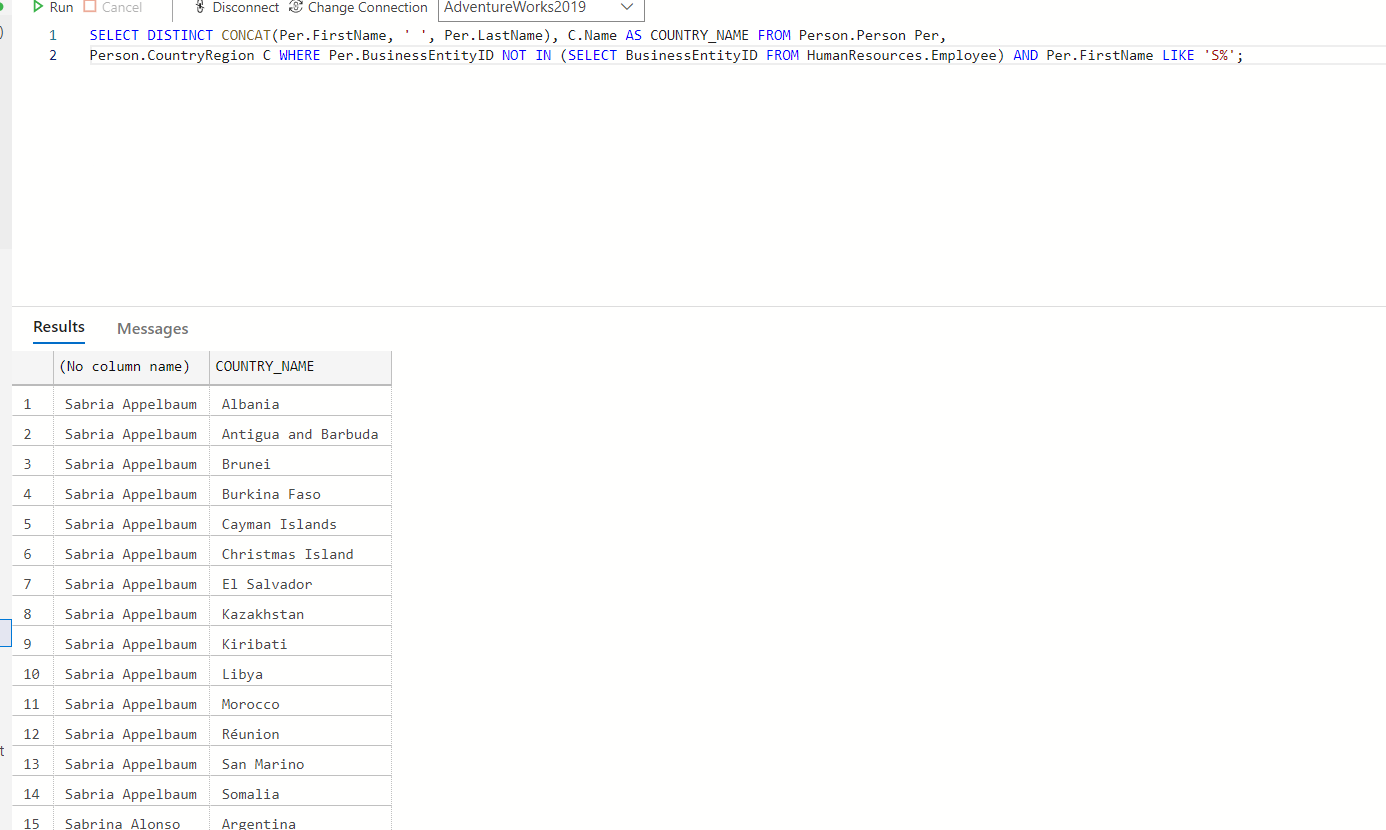 Run Cancel Disconnect Change Connection AdventureWorks2019
1 SELECT DISTINCT CONCAT(Per.FirstName, ' ', Per.LastName), C.Name AS COUNTRY_NAME FROM Person.Person Per,
2 Person.CountryRegion C WHERE Per.BusinessEntityID NOT IN (SELECT BusinessEntityID FROM HumanResources.Employee) AND Per.FirstName LIKE 'S%';
Results Messages
(No column name) COUNTRY_NAME
1 Sabria Appelbaum Albania
2 Sabria Appelbaum Antigua and Barbuda
3 Sabria Appelbaum Brunei
4 Sabria Appelbaum Burkina Faso
5 Sabria Appelbaum Cayman Islands
6 Sabria Appelbaum Christmas Island
7 Sabria Appelbaum El Salvador
8 Sabria Appelbaum Kazakhstan
9 Sabria Appelbaum Kiribati
10 Sabria Appelbaum Libya
11 Sabria Appelbaum Morocco
12 Sabria Appelbaum Réunion
13 Sabria Appelbaum San Marino
14 Sabria Appelbaum Somalia
15 Sabrina Alonso Argentina